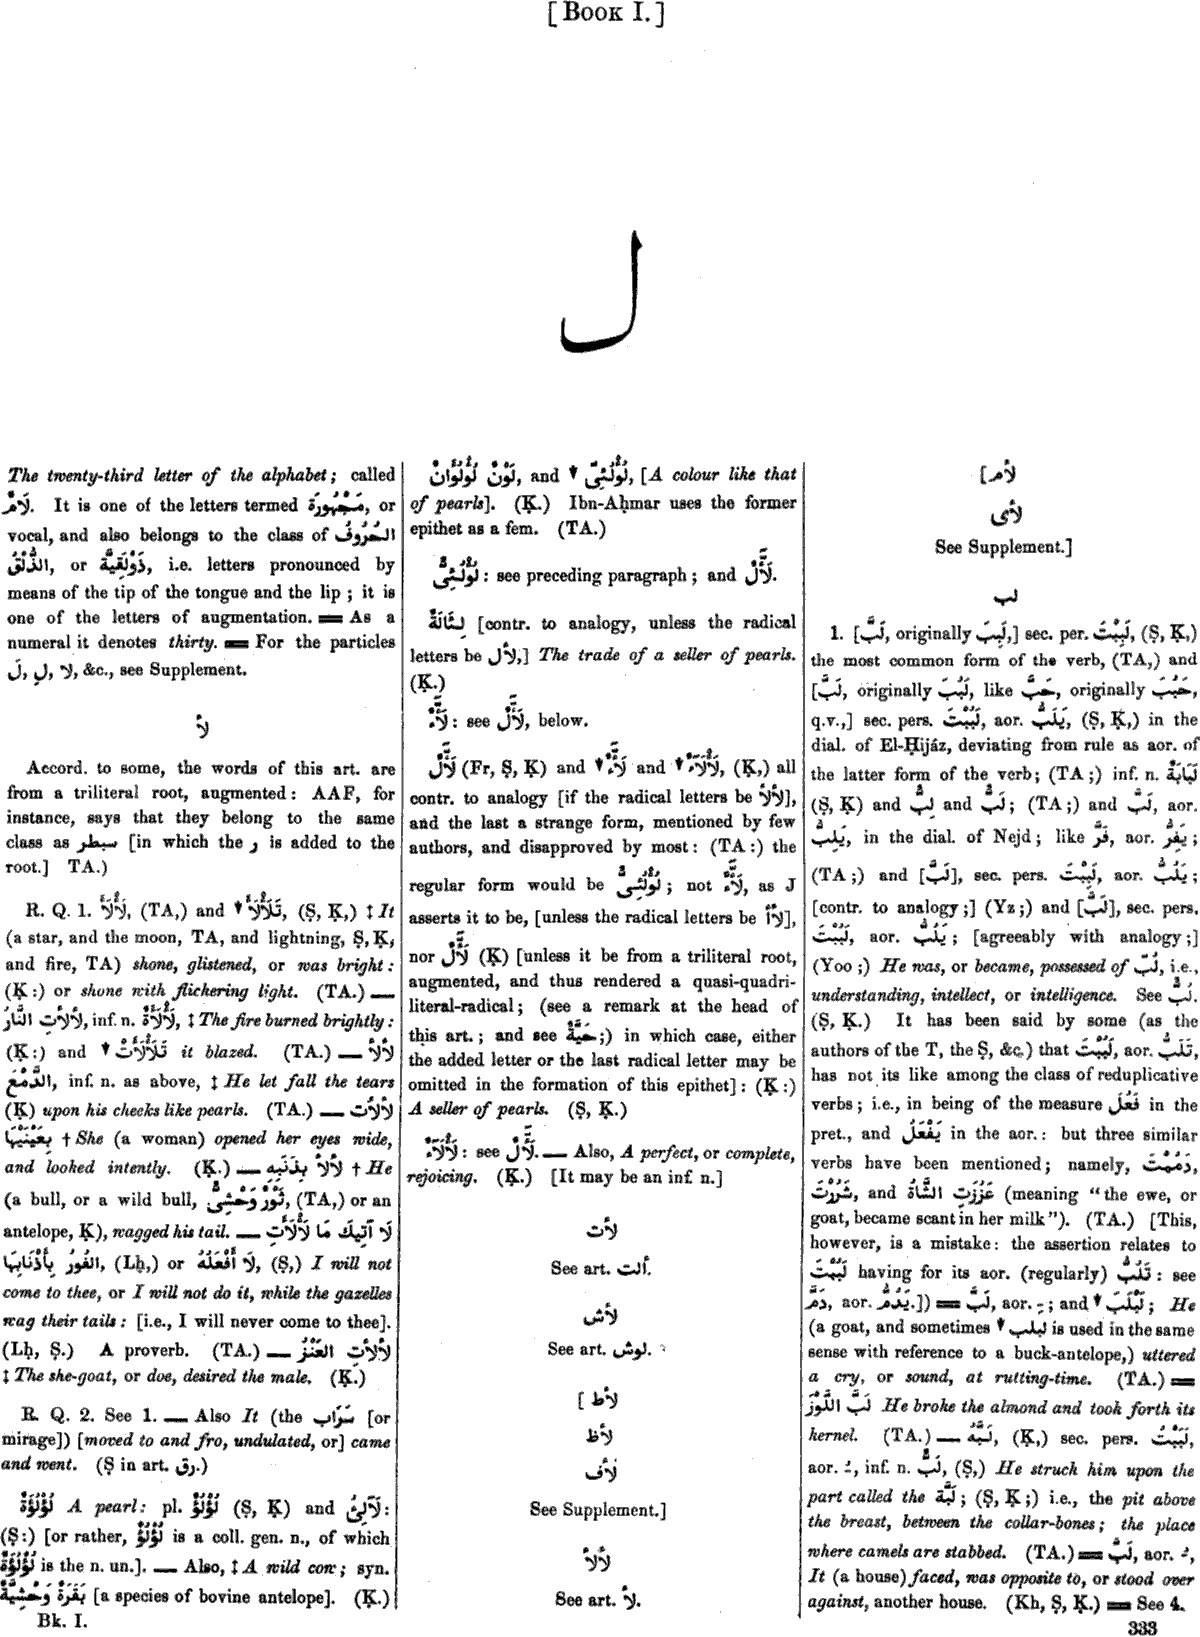 [BOOK I.]
ل
The twenty-third letter of the alphabet; called
لَامٌ. It is one of the letters termed مَجْهُورَة, or
vocal, and also belongs to the class of الحُرُوفُ
الذُّلْقُ, or ذَوْلَقِيَّة, i.e. letters pronounced by
means of the tip of the tongue and the lip; it is
one of the letters of augmentation. ═ As a
numeral it denotes thirty. ═ For the particles
لَ, لِ, لا, &c., see Supplement.
لأ
Accord. to some, the words of this art. are
from a triliteral root, augmented: AAF, for
instance, says that they belong to the same
class as سبطر [in which the ر is added to the
root.] TA.)
R. Q. 1. لَأْلَأَ, (TA,) and ↓ تَلَأْلَأَ, (Ṣ, Ḳ,) ‡ It
(a star, and the moon, TA, and lightning, Ṣ, Ḳ,
and fire, TA) shone, glistened, or was bright:
(Ḳ:) or shone with flickering light. (TA.) —
لَأْلَأَتِ النَّارُ, inf. n. لَأْلَأَةٌ, ‡ The fire burned brightly:
(Ḳ:) and ↓ تَلَأْلَأَتْ it blazed. (TA.) — لَأْلَأَ
الدَّمْعَ, inf. n. as above, ‡ He let fall the tears
(Ḳ) upon his cheeks like pearls. (TA.) — لَأْلَأَتْ
بِعَيْنَيْهَا † She (a woman) opened her eyes wide,
and looked intently. (Ḳ.) — لَأْلَأَ بِذَنَبِهِ † He
(a bull, or a wild bull, ثَوْرٌ وَحْشِىٌّ, (TA,) or an
antelope, Ḳ), wagged his tail. — لَا آتِيكَ مَا لَأْلَأَتِ
الفُورُ بِأَذْنَابِهَا, (Lḥ,) or لَا أَفْعَلُهُ, (Ṣ,) I will not
come to thee, or I will not do it, while the gazelles
wag their tails: [i.e., I will never come to thee].
(Lḥ, Ṣ.) A proverb. (TA.) — لَأْلَأَتِ العَنْزُ
‡ The she-goat, or doe, desired the male. (Ḳ.)
R. Q. 2. See 1. — Also It (the سَرَاب [or
mirage]) [moved to and fro, undulated, or] came
and went. (Ṣ in art. رق.)
لُؤْلُؤَةٌ A pearl: pl. لُؤْلُؤٌ (Ṣ, Ḳ) and لَآلِئُ:
(Ṣ:) [or rather, لُؤْلُؤٌ is a coll. gen. n., of which
لُؤْلُؤَةٌ is the n. un.]. — Also, ‡ A wild cow; syn.
بَقَرَةٌ وَحْشِيَّةٌ [a species of bovine antelope]. (Ḳ.)
Bk. I.
لَوْنٌ لُؤْلُؤَانٌ, and ↓ لُؤْلُئِىٌّ, [A colour like that
of pearls]. (Ḳ.) Ibn-Aḥmar uses the former
epithet as a fem. (TA.)
لُؤْلُئِىٌّ: see preceding paragraph; and لَأَّلٌ.
لِئَالَةٌ [contr. to analogy, unless the radical
letters be لأل,] The trade of a seller of pearls.
(Ḳ.)
لَأَّءٌ: see لَأَّلٌ, below.
لَأَّلٌ (Fr, Ṣ, Ḳ) and ↓ لَأَّءٌ and ↓ لَأْلَآءٌ, (Ḳ,) all
contr. to analogy [if the radical letters be لألأ],
and the last a strange form, mentioned by few
authors, and disapproved by most: (TA:) the
regular form would be لُؤْلُئِىٌّ; not لَأَّءٌ, as J
asserts it to be, [unless the radical letters be لأأ],
nor لَأَّلٌ (Ḳ) [unless it be from a triliteral root,
augmented, and thus rendered a quasi-quadri-
literal-radical; (see a remark at the head of
this art.; and see حَيَّةٌ;) in which case, either
the added letter or the last radical letter may be
omitted in the formation of this epithet]: (Ḳ:)
A seller of pearls. (Ṣ, Ḳ.)
لَأْلَآءٌ: see لَأَّلٌ. — Also, A perfect, or complete,
rejoicing. (Ḳ.) [It may be an inf. n.]
لأت
See art. ألت.
لأش
See art. لوش.
[ لأط
لأظ
لأف
See Supplement.]
لألأ
See art. لأ.
[لأم
لأى
See Supplement.]
لب
1. [لَبَّ, originally لَبِبَ,] sec. per. لَبِبْتَ, (Ṣ, Ḳ,)
the most common form of the verb, (TA,) and
[لَبَّ, originally لَبُبَ, like حَبَّ, originally حَبُبَ,
q.v.,] sec. pers. لَبُبْتَ, aor. يَلَبُّ, (Ṣ, Ḳ,) in the
dial. of El-Ḥijáz, deviating from rule as aor. of
the latter form of the verb; (TA;) inf. n. لَبَابَةٌ
(Ṣ, Ḳ) and لِبٌّ and لَبٌّ; (TA;) and لَبَّ, aor.
يَلِبُّ, in the dial. of Nejd; like فَرَّ, aor. يَفِرُّ;
(TA;) and [لَبَّ], sec. pers. لَبِبْتَ, aor. يَلُبُّ;
[contr. to analogy;] (Yz;) and [لَبَّ], sec. pers.
لَبُبْتَ, aor. يَلُبُّ; [agreeably with analogy;]
(Yoo;) He was, or became, possessed of لُبّ, i.e.,
understanding, intellect, or intelligence. See لُبٌّ.
(Ṣ, Ḳ.) It has been said by some (as the
authors of the T, the Ṣ, &c.) that لَبُبْتَ, aor. تَلَبُّ,
has not its like among the class of reduplicative
verbs; i.e., in being of the measure فَعُلَ in the
pret., and يَفْعَلُ in the aor.: but three similar
verbs have been mentioned; namely, دَمُمْتَ,
شَرُرْتَ, and عَزُزَتِ الشَّاةُ (meaning "the ewe, or
goat, became scant in her milk"). (TA.) [This,
however, is a mistake: the assertion relates to
لَبُبْتَ having for its aor. (regularly) تَلُبُّ: see
دَمَّ, aor. يَدُمُّ.]) ═ لَبَّ, aor. ـِ; and ↓ لَبْلَبَ; He
(a goat, and sometimes ↓ لبلب is used in the same
sense with reference to a buck-antelope,) uttered
a cry, or sound, at rutting-time. (TA.) ═
لَبَّ اللَّوْزَ He broke the almond and took forth its
kernel. (TA.) — لَبَّهُ, (Ḳ,) sec. pers. لَبَبْتُ,
aor. ـُ, inf. n. لَبٌّ, (Ṣ,) He struck him upon the
part called the لَبَّة; (Ṣ, Ḳ;) i.e., the pit above
the breast, between the collar-bones; the place
where camels are stabbed. (TA.) ═ لَبَّ, aor. ـُ,
It (a house) faced, was opposite to, or stood over
against, another house. (Kh, Ṣ, Ḳ.) ═ See 4.
333